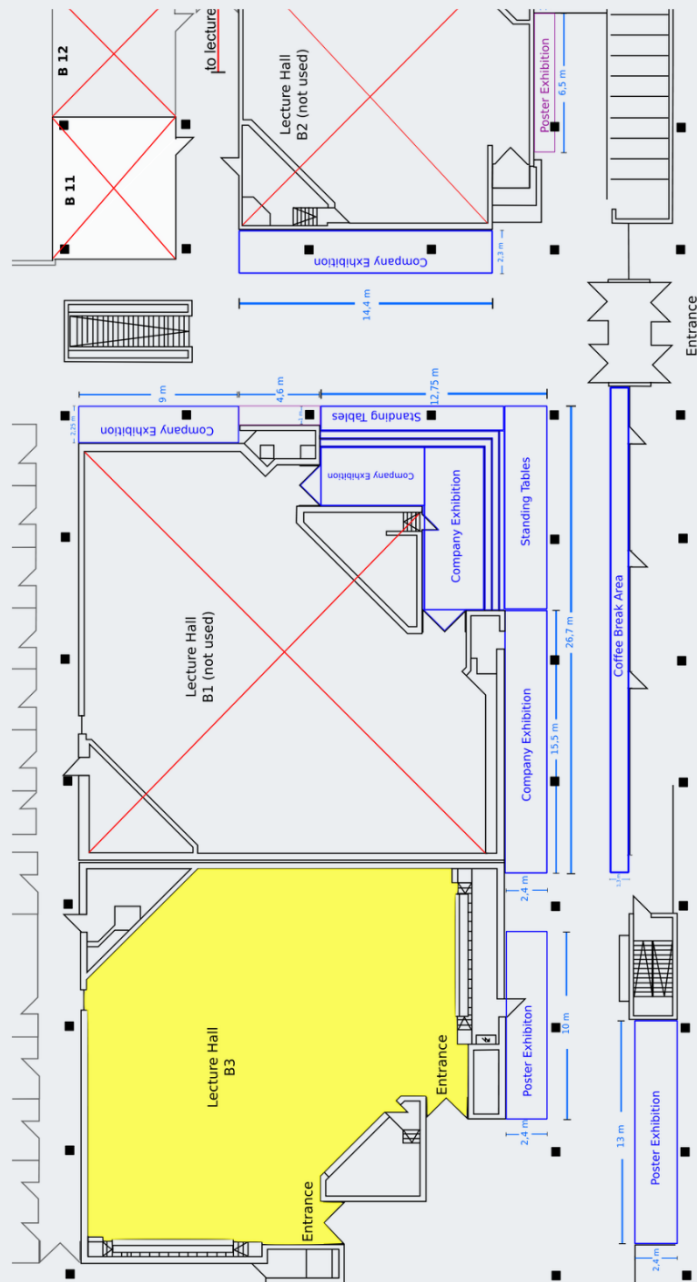 B 12
to lecture
Lecture Hall
B2 (not used)
Poster Exhibition
6,5 m
B 11
Company Exhibition
2,3 m
14,4 m
Entrance
9 m
4,6 m
12,75 m
2,25 m
Company Exhibition
Standing Tables
Company Exhibition
Company Exhibition
Standing Tables
Lecture Hall
B1 (not used)
26,7 m
Coffee Break Area
Company Exhibition
15,5 m
2,4 m
Lecture Hall
B3
Entrance
Poster Exhibiton
10 m
2,4 m
Entrance
13 m
Poster Exhibition
2,4 m